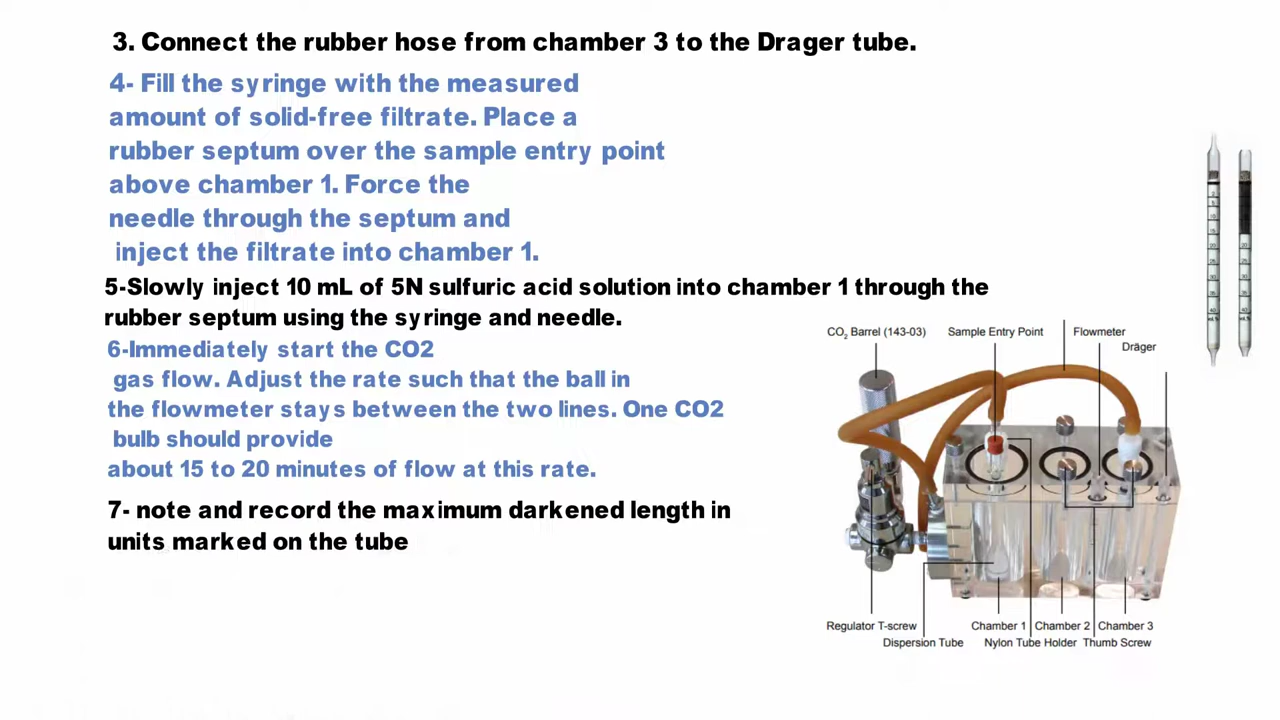 3. Connect the rubber hose from chamber 3 to the Drager tube.
4- Fill the syringe with the measured
amount of solid-free filtrate. Place a
rubber septum over the sample entry point
above chamber 1. Force the
needle through the septum and
inject the filtrate into chamber 1.
5-Slowly inject 10 mL of 5N sulfuric acid solution into chamber 1 through the
rubber septum using the syringe and needle.
6-Immediately start the CO2
gas flow. Adjust the rate such that the ball in
the flowmeter stays between the two lines. One CO2
bulb should provide
about 15 to 20 minutes of flow at this rate.
7- note and record the maximum darkened length in
units marked on the tube
CO2 Barrel (143-03) Sample Entry Point Flowmeter
Dräger
Regulator T-screw Chamber 1 Chamber 2 Chamber 3
Dispersion Tube Nylon Tube Holder Thumb Screw